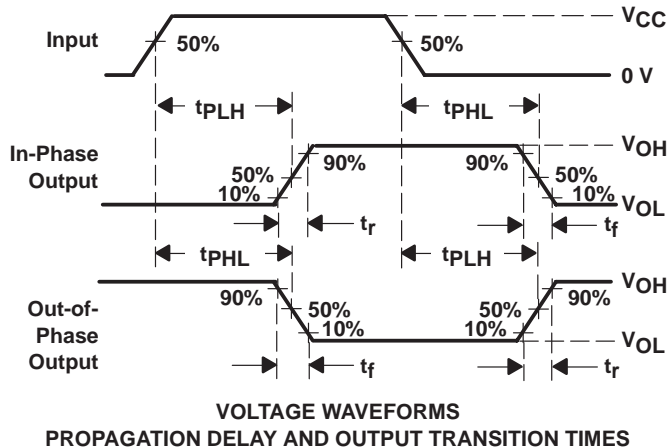 VCC
Input
50%
50%
0 V
tPLH
tPHL
In-Phase
Output
VOH
90%
90%
50%
50%
10%
10%
VOL
tr
tf
tPHL
tPLH
Out-of-
Phase
Output
VOH
90%
90%
50%
50%
10%
10%
VOL
tf
tr
VOLTAGE WAVEFORMS
PROPAGATION DELAY AND OUTPUT TRANSITION TIMES